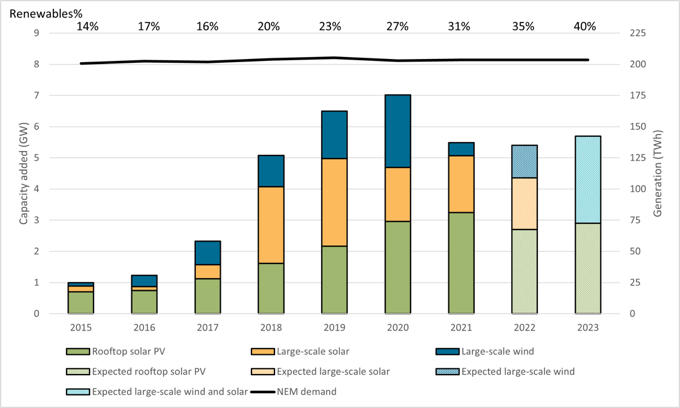 Renewables%
14% 17% 16% 20% 23% 27% 31% 35% 40%
9 225
8 200
7 175
6 150
5 125
4 100
3 75
2 50
1 25
0 0
Capacity added (GW)
Generation (TWh)
2015 2016 2017 2018 2019 2020 2021 2022 2023
Rooftop solar PV Large-scale solar Large-scale wind
Expected rooftop solar PV Expected large-scale solar Expected large-scale wind
Expected large-scale wind and solar NEM demand